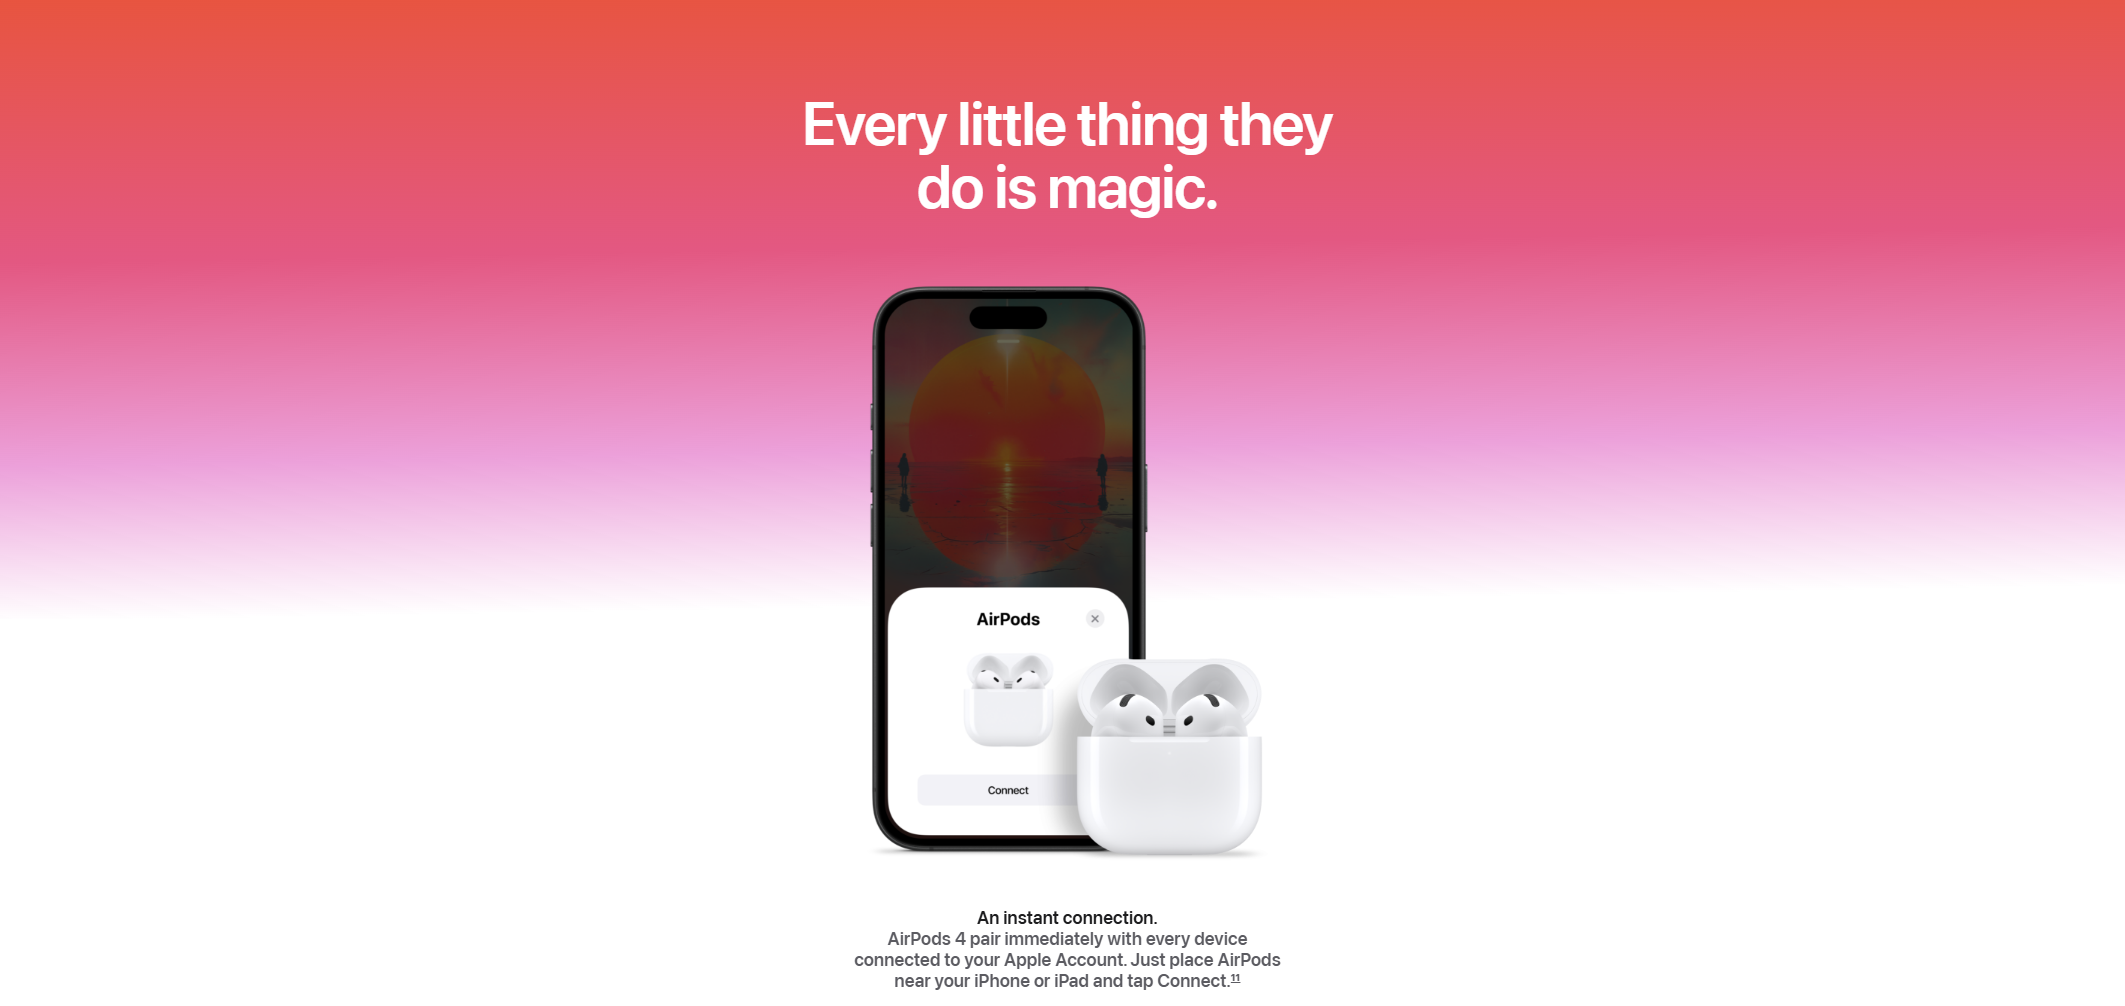 Every little thing they
do is magic.
AirPods
Connect
An instant connection.
AirPods 4 pair immediately with every device
connected to your Apple Account. Just place AirPods
near your iPhone or iPad and tap Connect.11